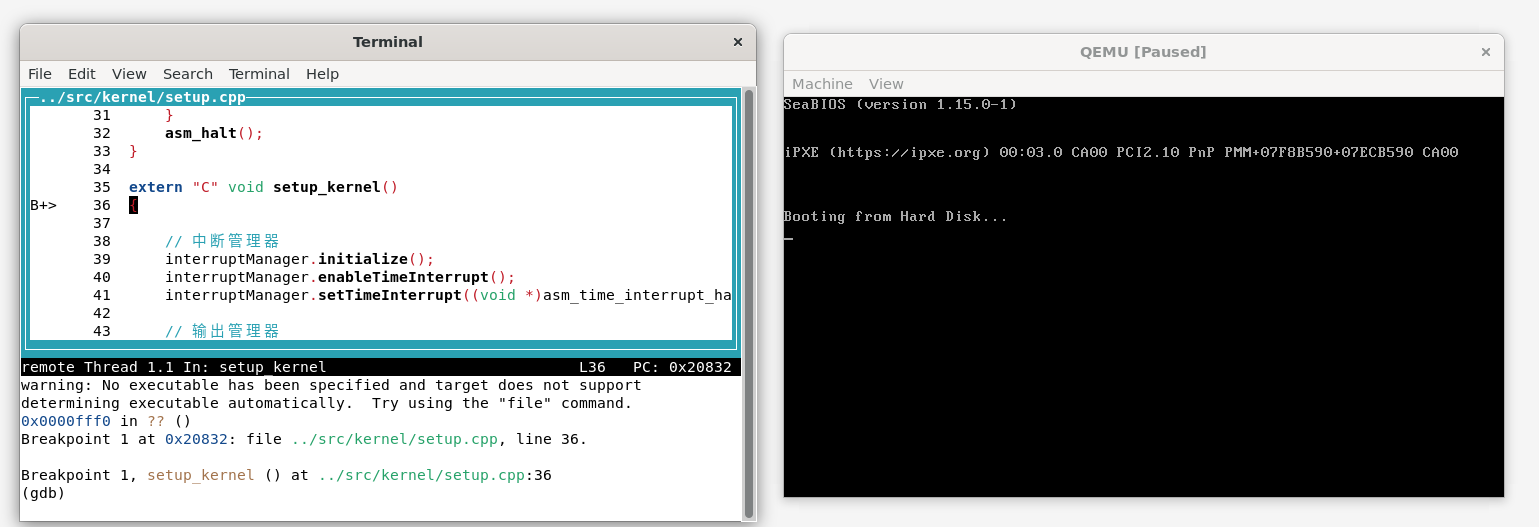 Terminal
File Edit View Search Terminal Help
../src/kernel/setup.cpp
31 }
32 asm_halt();
33 }
34
35 extern "C" void setup_kernel()
B+> 36 {
37
38 // 中断管理器
39 interruptManager.initialize();
40 interruptManager.enableTimeInterrupt();
41 interruptManager.setTimeInterrupt((void *)asm_time_interrupt_ha
42
43 // 输出管理器
remote Thread 1.1 In: setup_kernel L36 PC: 0x20832
warning: No executable has been specified and target does not support
determining executable automatically.  Try using the "file" command.
0x0000fff0 in ?? ()
Breakpoint 1 at 0x20832: file ../src/kernel/setup.cpp, line 36.
Breakpoint 1, setup_kernel () at ../src/kernel/setup.cpp:36
(gdb)
QEMU [Paused]
Machine View
SeaBIOS (version 1.15.0-1)
iPXE (https://ipxe.org) 00:03.0 CA00 PCI2.10 PnP PMM+07F8B590+07ECB590 CA00
Booting from Hard Disk...